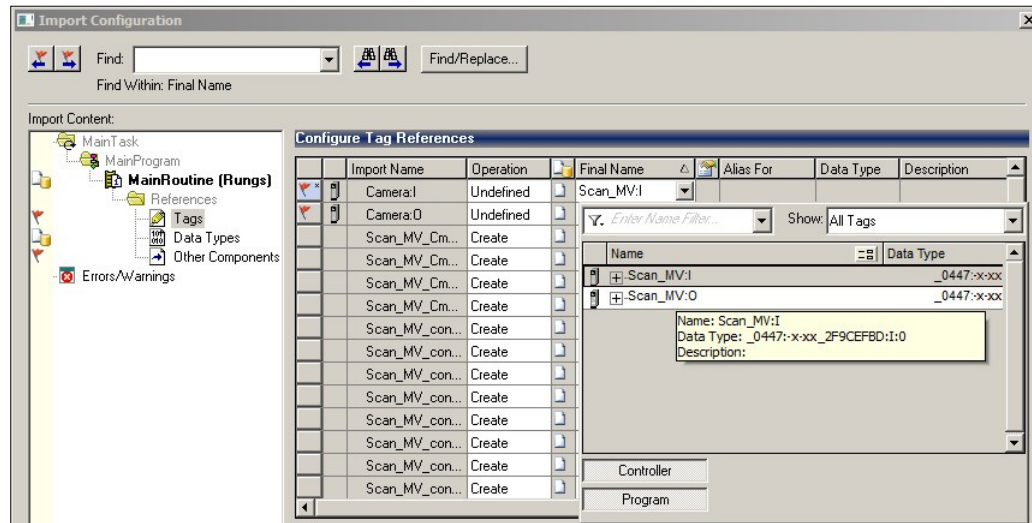 Import Configuration
Find:
Find/Replace...
Find Within: Final Name
Import Content:
MainTask
MainProgram
MainRoutine (Rungs)
References
Tags
Data Types
Other Components
Errors/Warnings
Configure Tag References
Import Name Operation Final Name Alias For Data Type Description
Camera:I Undefined Scan_MV:I
Camera:O Undefined
Scan_MV_Cm... Create
Scan_MV_Cm... Create
Scan_MV_Cm... Create
Scan_MV_Cm... Create
Scan_MV_con... Create
Scan_MV_con... Create
Scan_MV_con... Create
Scan_MV_con... Create
Scan_MV_con... Create
Scan_MV_con... Create
Scan_MV_con... Create
Scan_MV_con... Create
Enter Name Filter... Show: All Tags
Name Data Type
Scan_MV:I _0447:-x-xx
Scan_MV:O _0447:-x-xx
Name: Scan_MV:I
Data Type: _0447:-x-xx_2F9CEFBD:I:0
Description:
Controller
Program